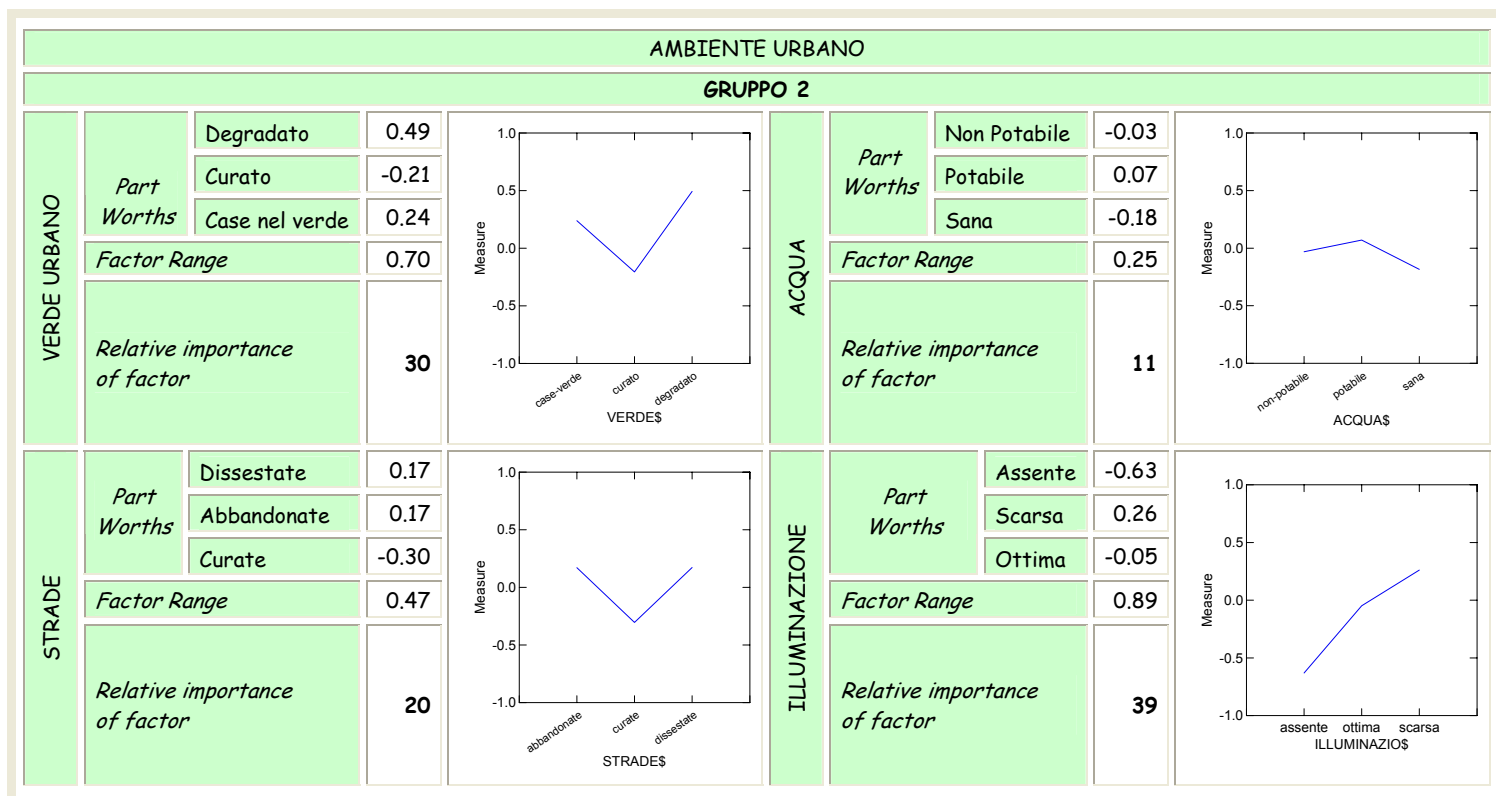 AMBIENTE URBANO
GRUPPO 2
VERDE URBANO
Part
Worths
Degradato 0.49
Curato -0.21
Case nel verde 0.24
Factor Range 0.70
Relative importance
of factor
30
1.0
0.5
0.0
-0.5
-1.0
Measure
case-verde curato degradato
VERDE$
ACQUA
Part
Worths
Non Potabile -0.03
Potabile 0.07
Sana -0.18
Factor Range 0.25
Relative importance
of factor
11
1.0
0.5
0.0
-0.5
-1.0
Measure
non-potabile potabile sana
ACQUA$
STRADE
Part
Worths
Dissestate 0.17
Abbandonate 0.17
Curate -0.30
Factor Range 0.47
Relative importance
of factor
20
1.0
0.5
0.0
-0.5
-1.0
Measure
abbandonate curate dissestate
STRADE$
ILLUMINAZIONE
Part
Worths
Assente -0.63
Scarsa 0.26
Ottima -0.05
Factor Range 0.89
Relative importance
of factor
39
1.0
0.5
0.0
-0.5
-1.0
Measure
assente ottima scarsa
ILLUMINAZIO$